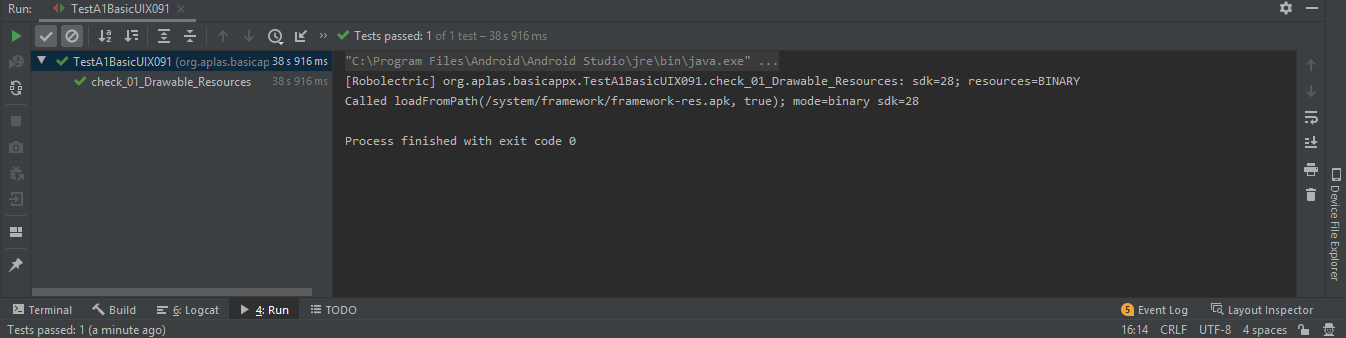 Run: TestA1BasicUIX091
Tests passed: 1 of 1 test – 38 s 916 ms
TestA1BasicUIX091 (org.aplas.basicap 38 s 916 ms
check_01_Drawable_Resources 38 s 916 ms
"C:\Program Files\Android\Android Studio\jre\bin\java.exe" ...
[Robolectric] org.aplas.basicappx.TestA1BasicUIX091.check_01_Drawable_Resources: sdk=28; resources=BINARY
Called loadFromPath(/system/framework/framework-res.apk, true); mode=binary sdk=28
Process finished with exit code 0
Device File Explorer
Terminal Build 6: Logcat 4: Run TODO 5 Event Log Layout Inspector
Tests passed: 1 (a minute ago) 16:14 CRLF UTF-8 4 spaces